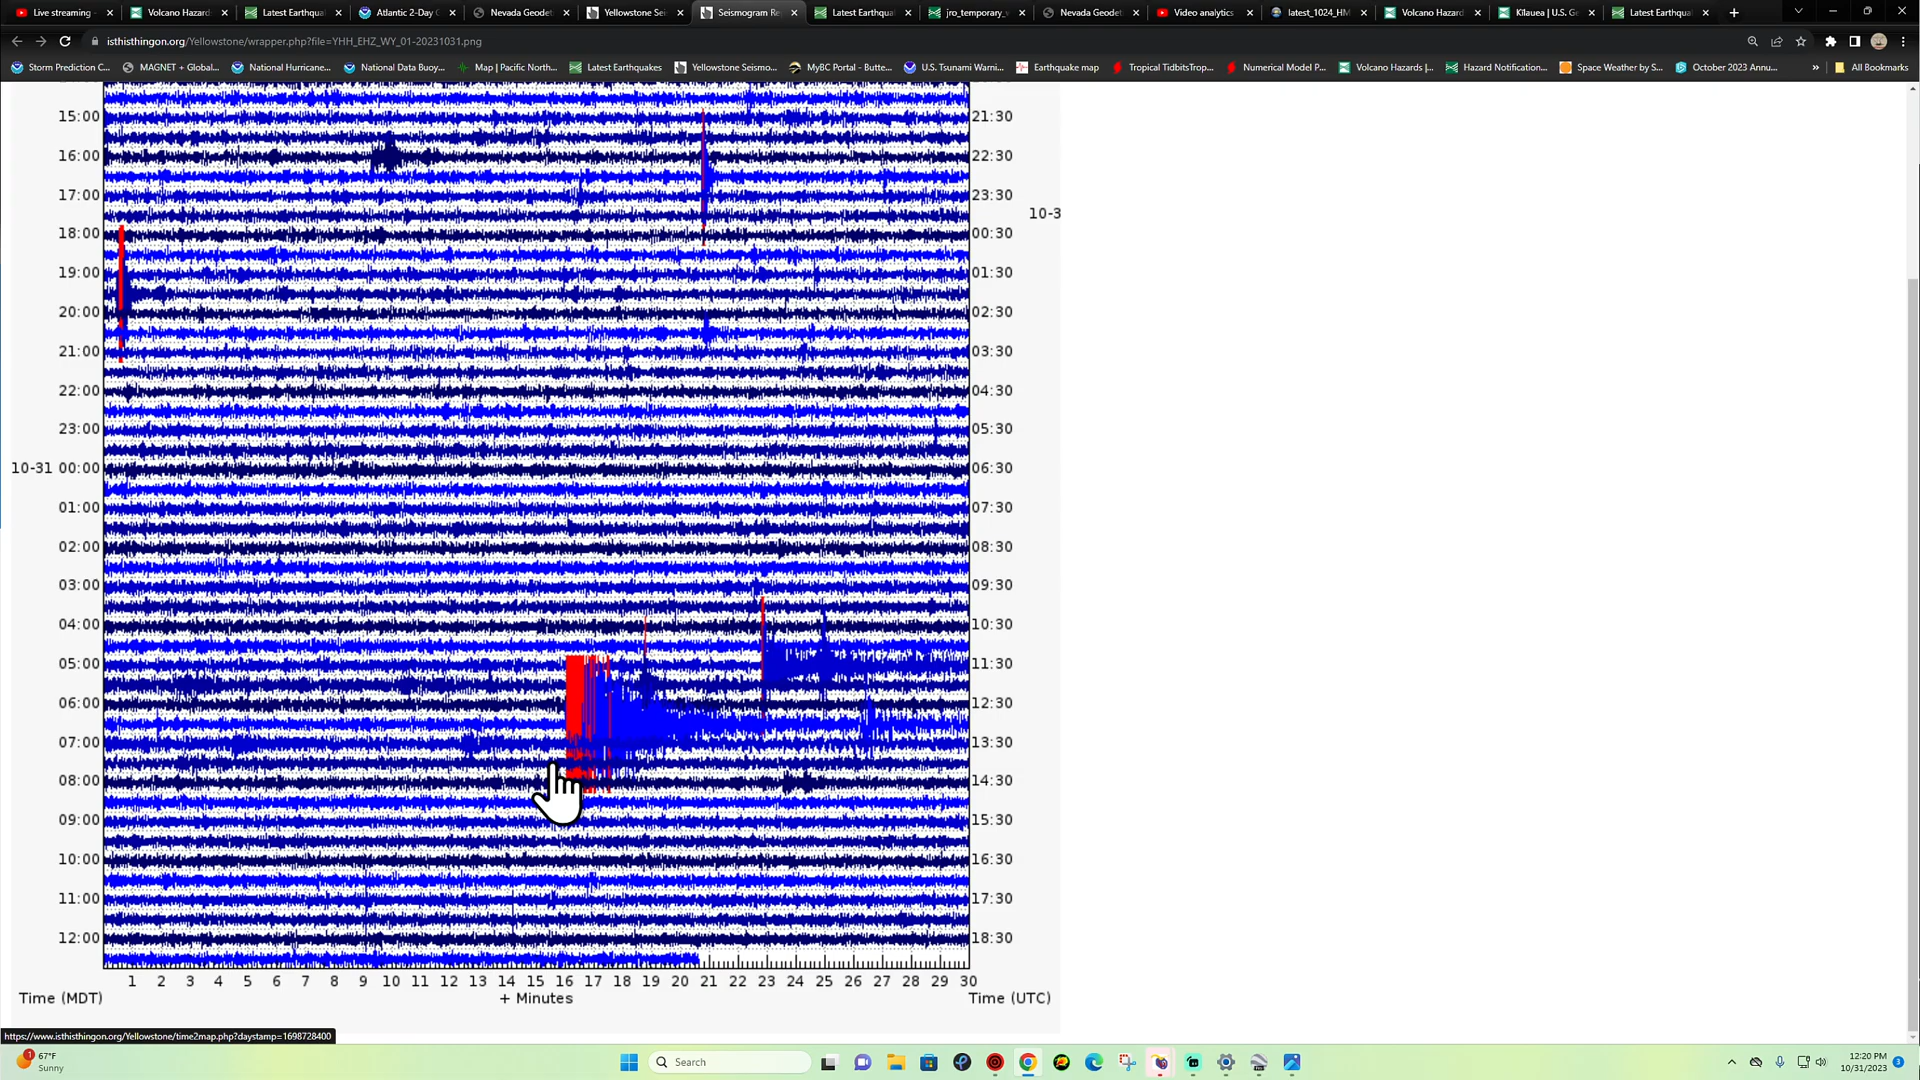 Live streaming -
Volcano Hazard
Latest Earthqua
Atlantic 2-Day G
Nevada Geodet
Yellowstone Sei
Seismogram Re
Latest Earthqua
jro_temporary_
Nevada Geodet
Video analytics
latest_1024_HM
Volcano Hazard
Kīlauea | U.S. G
Latest Earthqua
isthisthingon.org/Yellowstone/wrapper.php?file=YHH_EHZ_WY_01-20231031.png
Storm Prediction C...
MAGNET + Global...
National Hurricane...
National Data Buoy...
Map | Pacific North...
Latest Earthquakes
Yellowstone Seismo...
MyBC Portal - Butte...
U.S. Tsunami Warni...
Earthquake map
Tropical TidbitsTrop...
Numerical Model P...
Volcano Hazards |...
Hazard Notification...
Space Weather by S...
October 2023 Annu...
» All Bookmarks
15:00 21:30
16:00 22:30
17:00 23:30
10-3
18:00 00:30
19:00 01:30
20:00 02:30
21:00 03:30
22:00 04:30
23:00 05:30
10-31 00:00 06:30
01:00 07:30
02:00 08:30
03:00 09:30
04:00 10:30
05:00 11:30
06:00 12:30
07:00 13:30
08:00 14:30
09:00 15:30
10:00 16:30
11:00 17:30
12:00 18:30
1 2 3 4 5 6 7 8 9 10 11 12 13 14 15 16 17 18 19 20 21 22 23 24 25 26 27 28 29 30
Time (MDT) + Minutes Time (UTC)
https://www.isthisthingon.org/Yellowstone/time2map.php?daystamp=1698728400
1
67°F
Sunny
Search
12:20 PM
10/31/2023
3